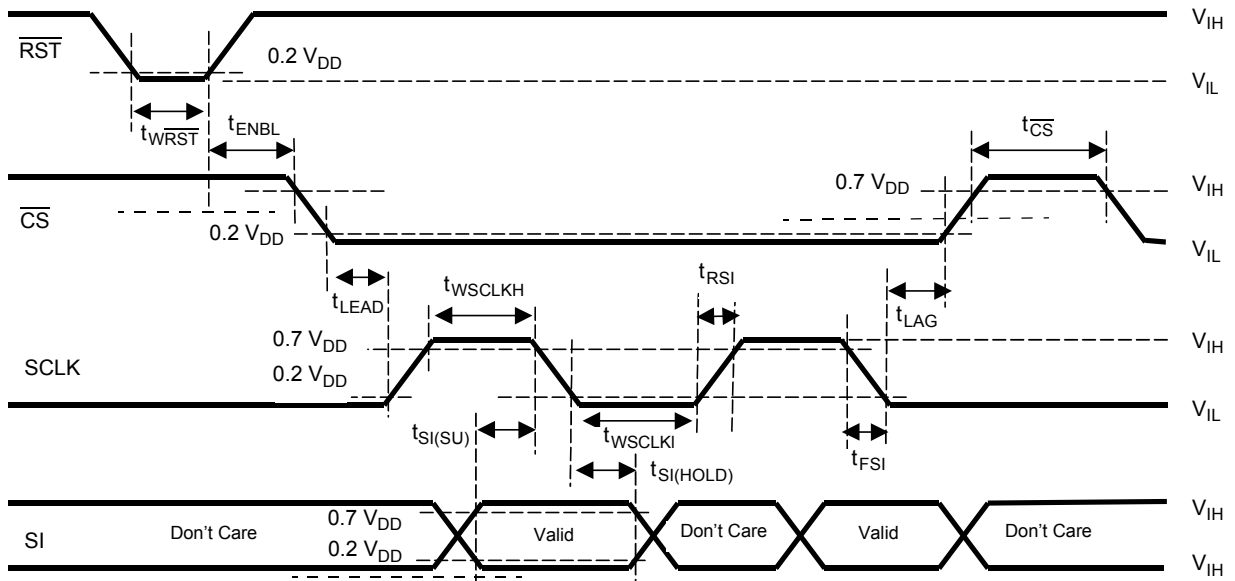 V_IH
RST
0.2 V_DD
V_IL
t_WRST
t_ENBL
t_CS
0.7 V_DD
V_IH
CS
0.2 V_DD
V_IL
t_LEAD
t_WSCLKH
t_RSI
t_LAG
0.7 V_DD
V_IH
SCLK
0.2 V_DD
V_IL
t_SI(SU)
t_WSCLKl
t_FSI
t_SI(HOLD)
V_IH
0.7 V_DD
SI
Don't Care
Valid
Don't Care
Valid
Don't Care
0.2 V_DD
V_IH